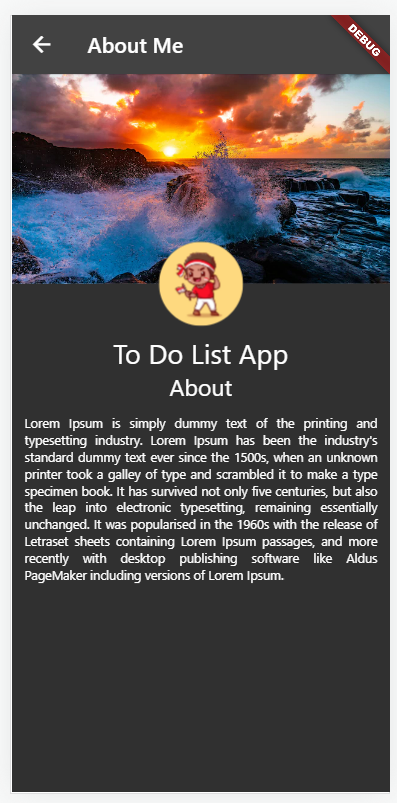 About Me
DEBUG
To Do List App
About
Lorem Ipsum is simply dummy text of the printing and
typesetting industry. Lorem Ipsum has been the industry's
standard dummy text ever since the 1500s, when an unknown
printer took a galley of type and scrambled it to make a type
specimen book. It has survived not only five centuries, but also
the leap into electronic typesetting, remaining essentially
unchanged. It was popularised in the 1960s with the release of
Letraset sheets containing Lorem Ipsum passages, and more
recently with desktop publishing software like Aldus
PageMaker including versions of Lorem Ipsum.